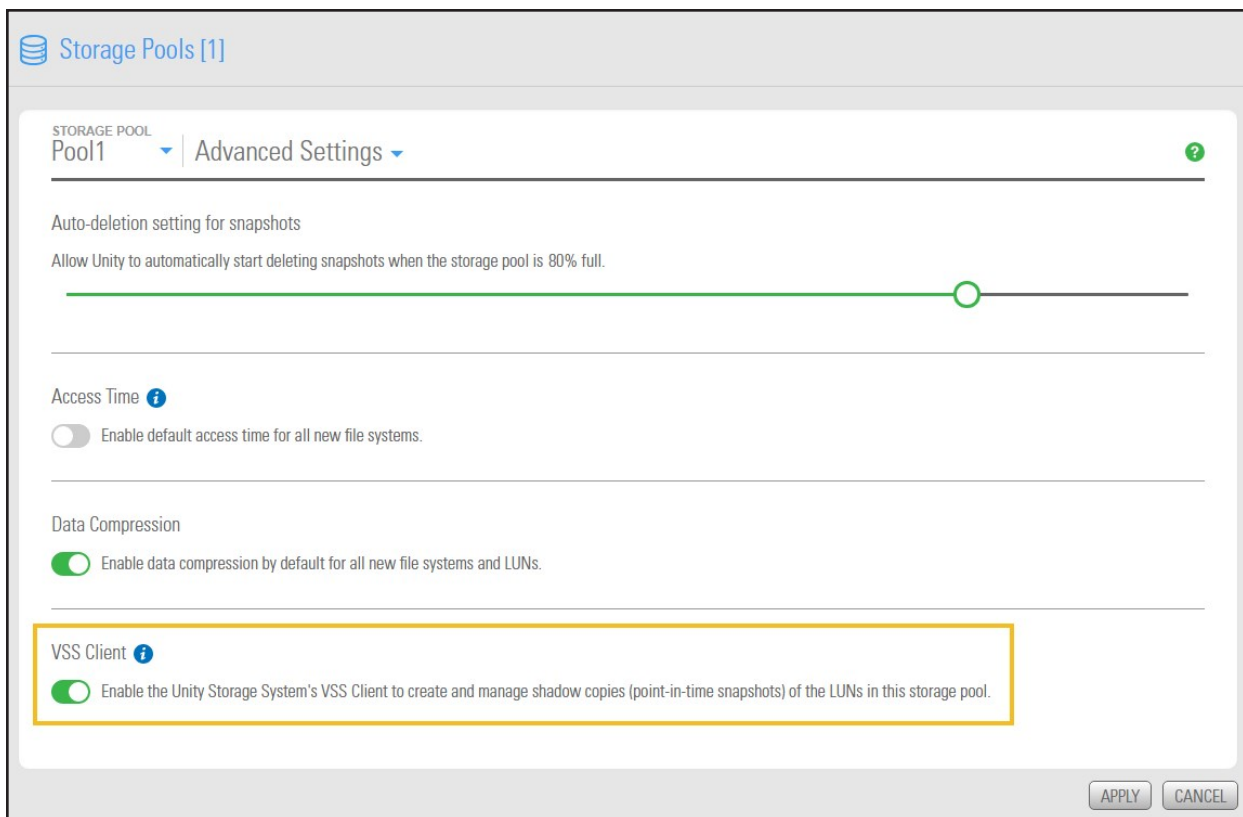 Storage Pools [1]
STORAGE POOL
Pool1
Advanced Settings
?
Auto-deletion setting for snapshots
Allow Unity to automatically start deleting snapshots when the storage pool is 80% full.
Access Time i
Enable default access time for all new file systems.
Data Compression
Enable data compression by default for all new file systems and LUNs.
VSS Client i
Enable the Unity Storage System's VSS Client to create and manage shadow copies (point-in-time snapshots) of the LUNs in this storage pool.
APPLY
CANCEL